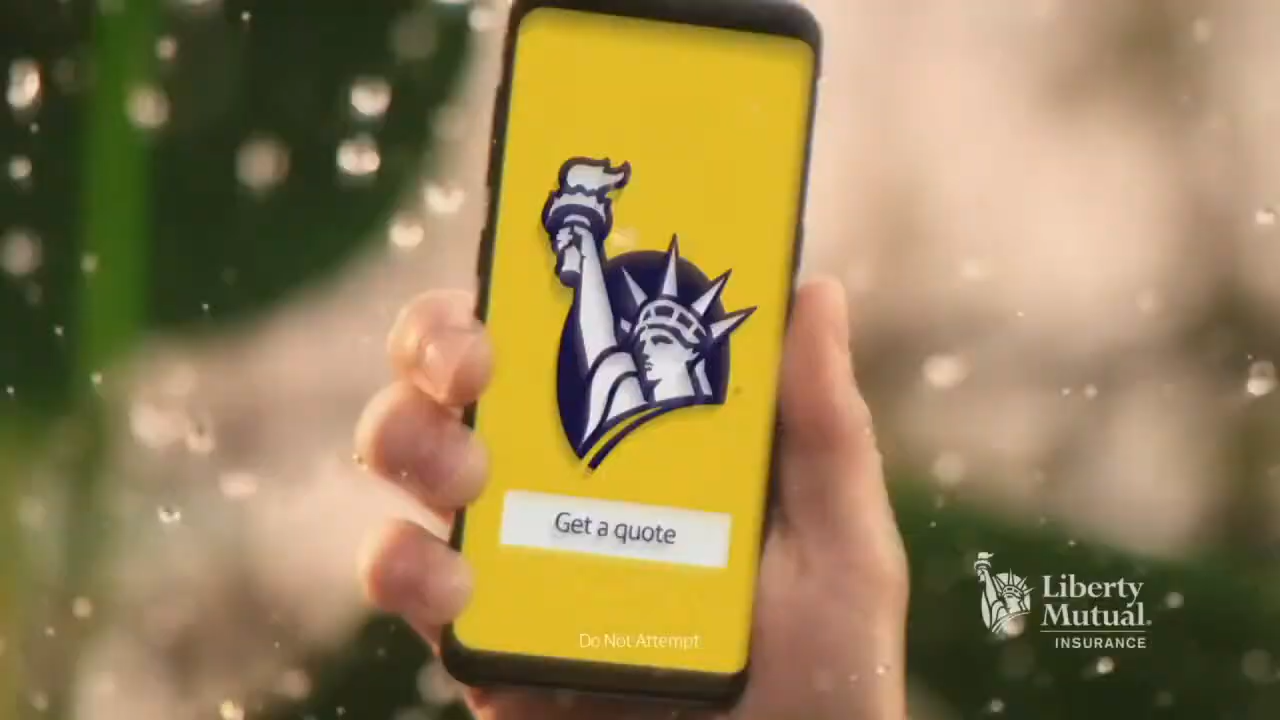 Get a quote
Do Not Attempt
Liberty
Mutual®
INSURANCE